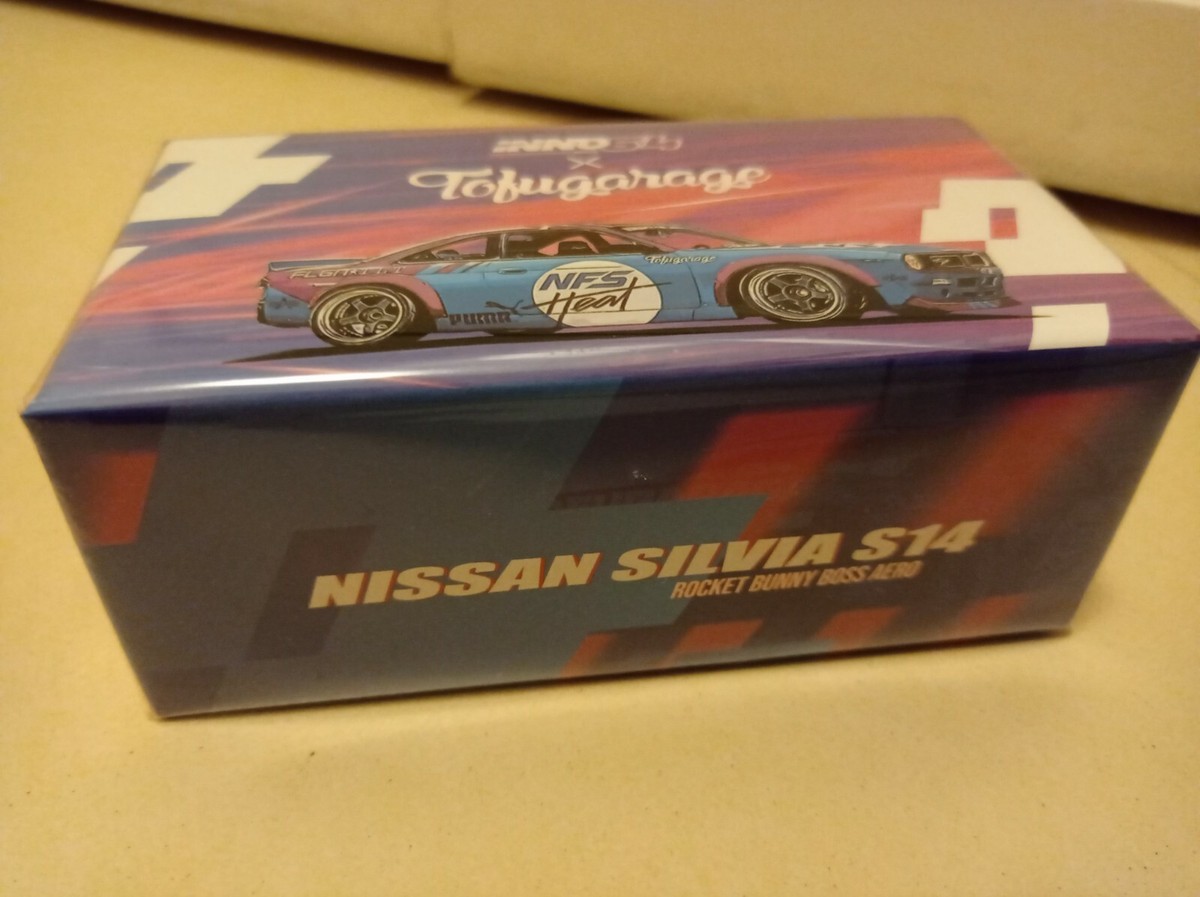 INNO64
X
Tofugarage
Tofugarage
NFS
Heat
PUMA
NISSAN SILVIA S14
ROCKET BUNNY BOSS AERO